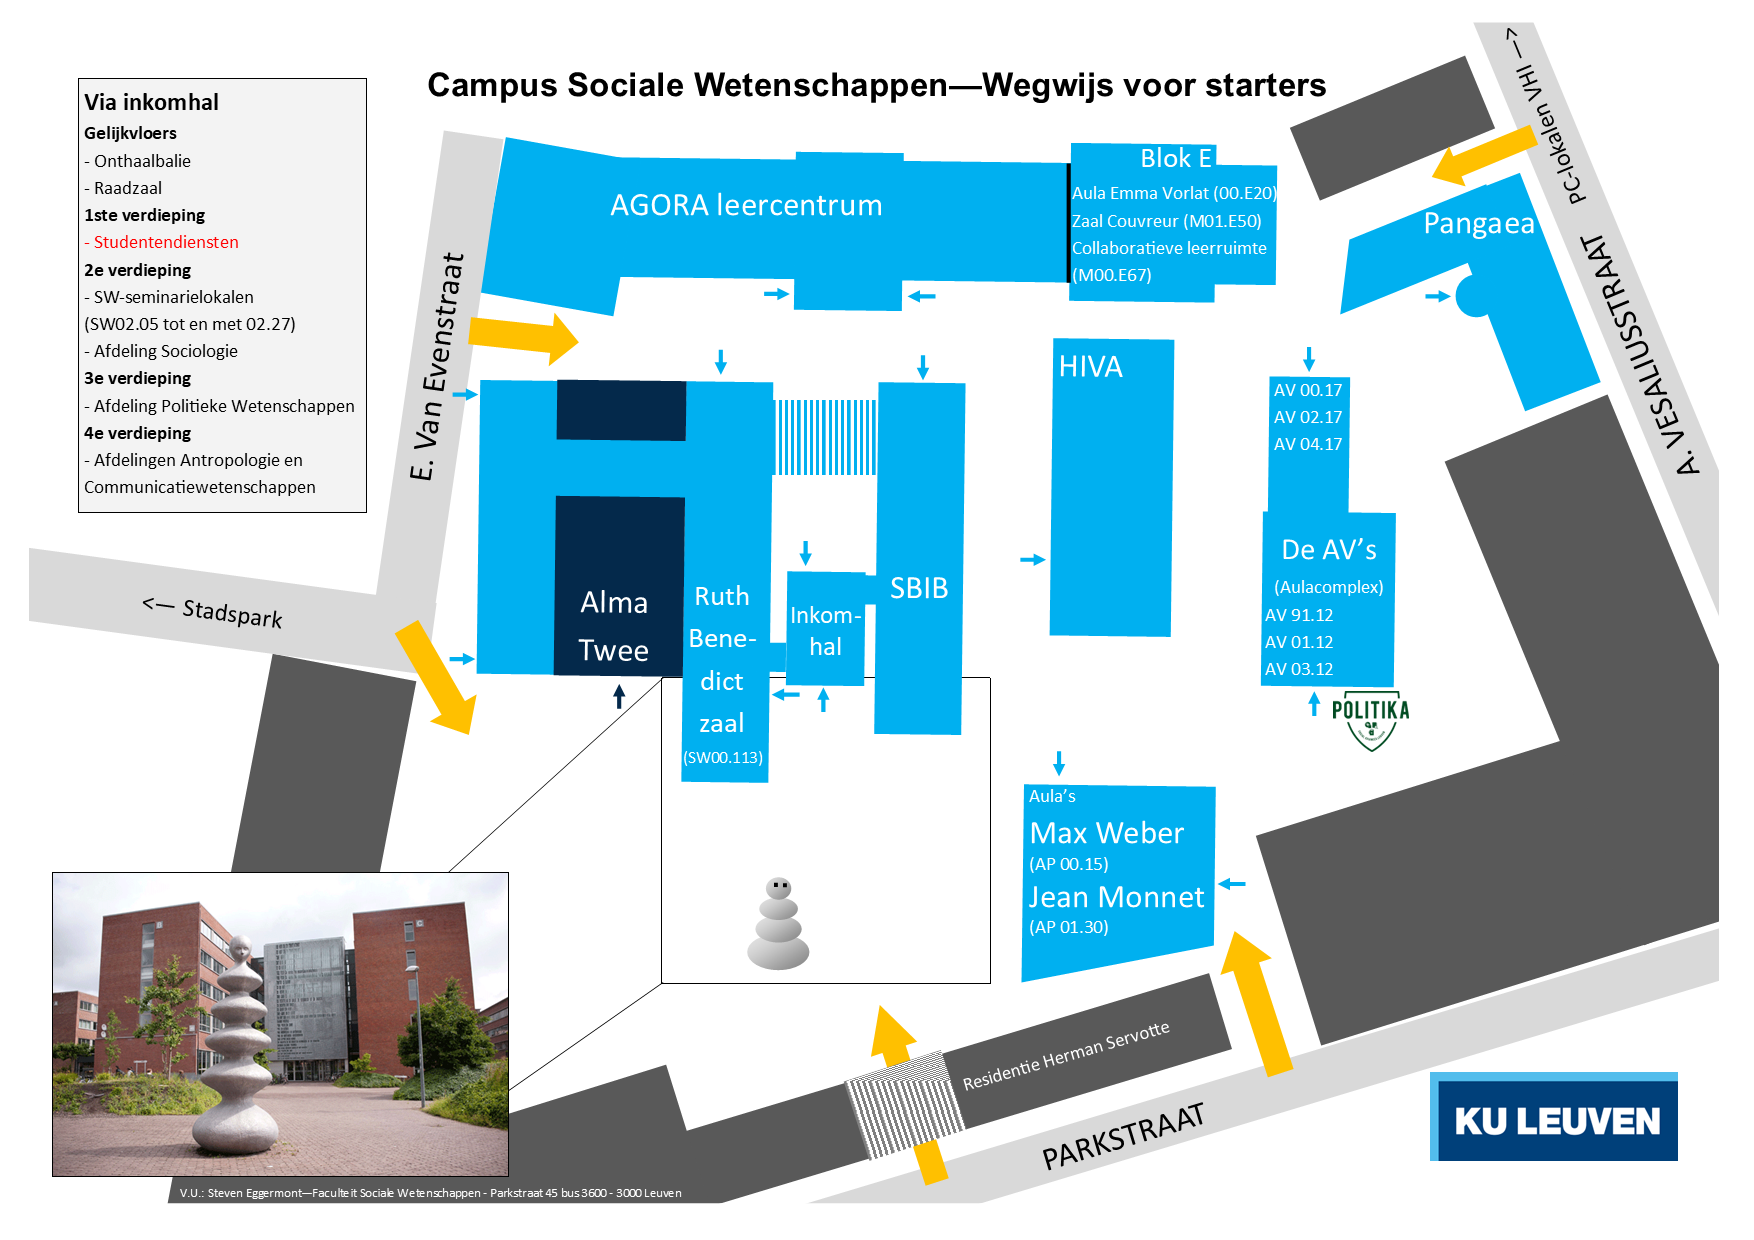 Campus Sociale Wetenschappen—Wegwijs voor starters
Via inkomhal
Gelijkvloers
- Onthaalbalie
- Raadzaal
1ste verdieping
- Studentendiensten
2e verdieping
- SW-seminarielokalen
(SW02.05 tot en met 02.27)
- Afdeling Sociologie
3e verdieping
- Afdeling Politieke Wetenschappen
4e verdieping
- Afdelingen Antropologie en
Communicatiewetenschappen
E. Van Evenstraat
<— Stadspark
AGORA leercentrum
Blok E
Aula Emma Vorlat (00.E20)
Zaal Couvreur (M01.E50)
Collaboratieve leerruimte
(M00.E67)
<— PC-lokalen VHI
Pangaea
A. VESALIUSSTRAAT
HIVA
AV 00.17
AV 02.17
AV 04.17
De AV's
(Aulacomplex)
AV 91.12
AV 01.12
AV 03.12
POLITIKA
Alma
Twee
Ruth
Bene-
dict
zaal
(SW00.113)
Inkom-
hal
SBIB
Aula's
Max Weber
(AP 00.15)
Jean Monnet
(AP 01.30)
Residentie Herman Servotte
PARKSTRAAT
KU LEUVEN
V.U.: Steven Eggermont—Faculteit Sociale Wetenschappen - Parkstraat 45 bus 3600 - 3000 Leuven